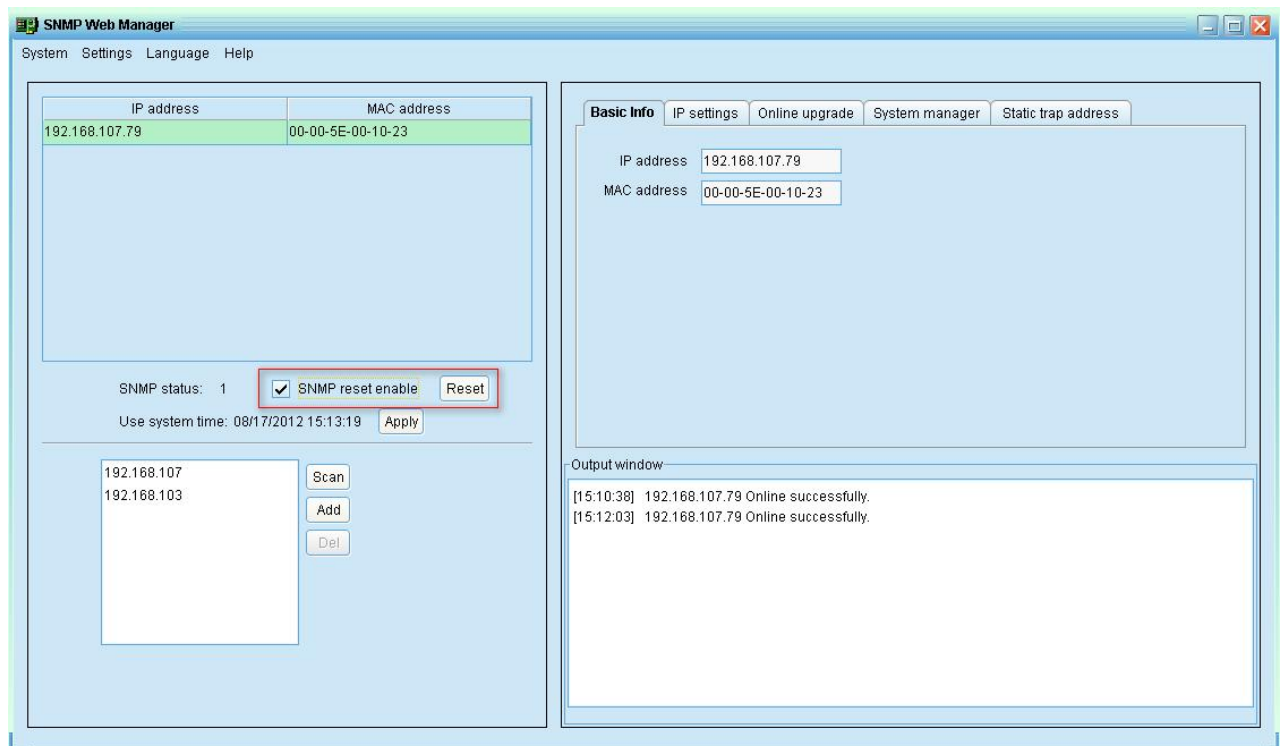 SNMP Web Manager
System Settings Language Help
IP address MAC address
192.168.107.79 00-00-5E-00-10-23
SNMP status: 1 SNMP reset enable Reset
Use system time: 08/17/2012 15:13:19 Apply
192.168.107
192.168.103
Scan
Add
Del
Basic Info IP settings Online upgrade System manager Static trap address
IP address 192.168.107.79
MAC address 00-00-5E-00-10-23
Output window
[15:10:38] 192.168.107.79 Online successfully.
[15:12:03] 192.168.107.79 Online successfully.